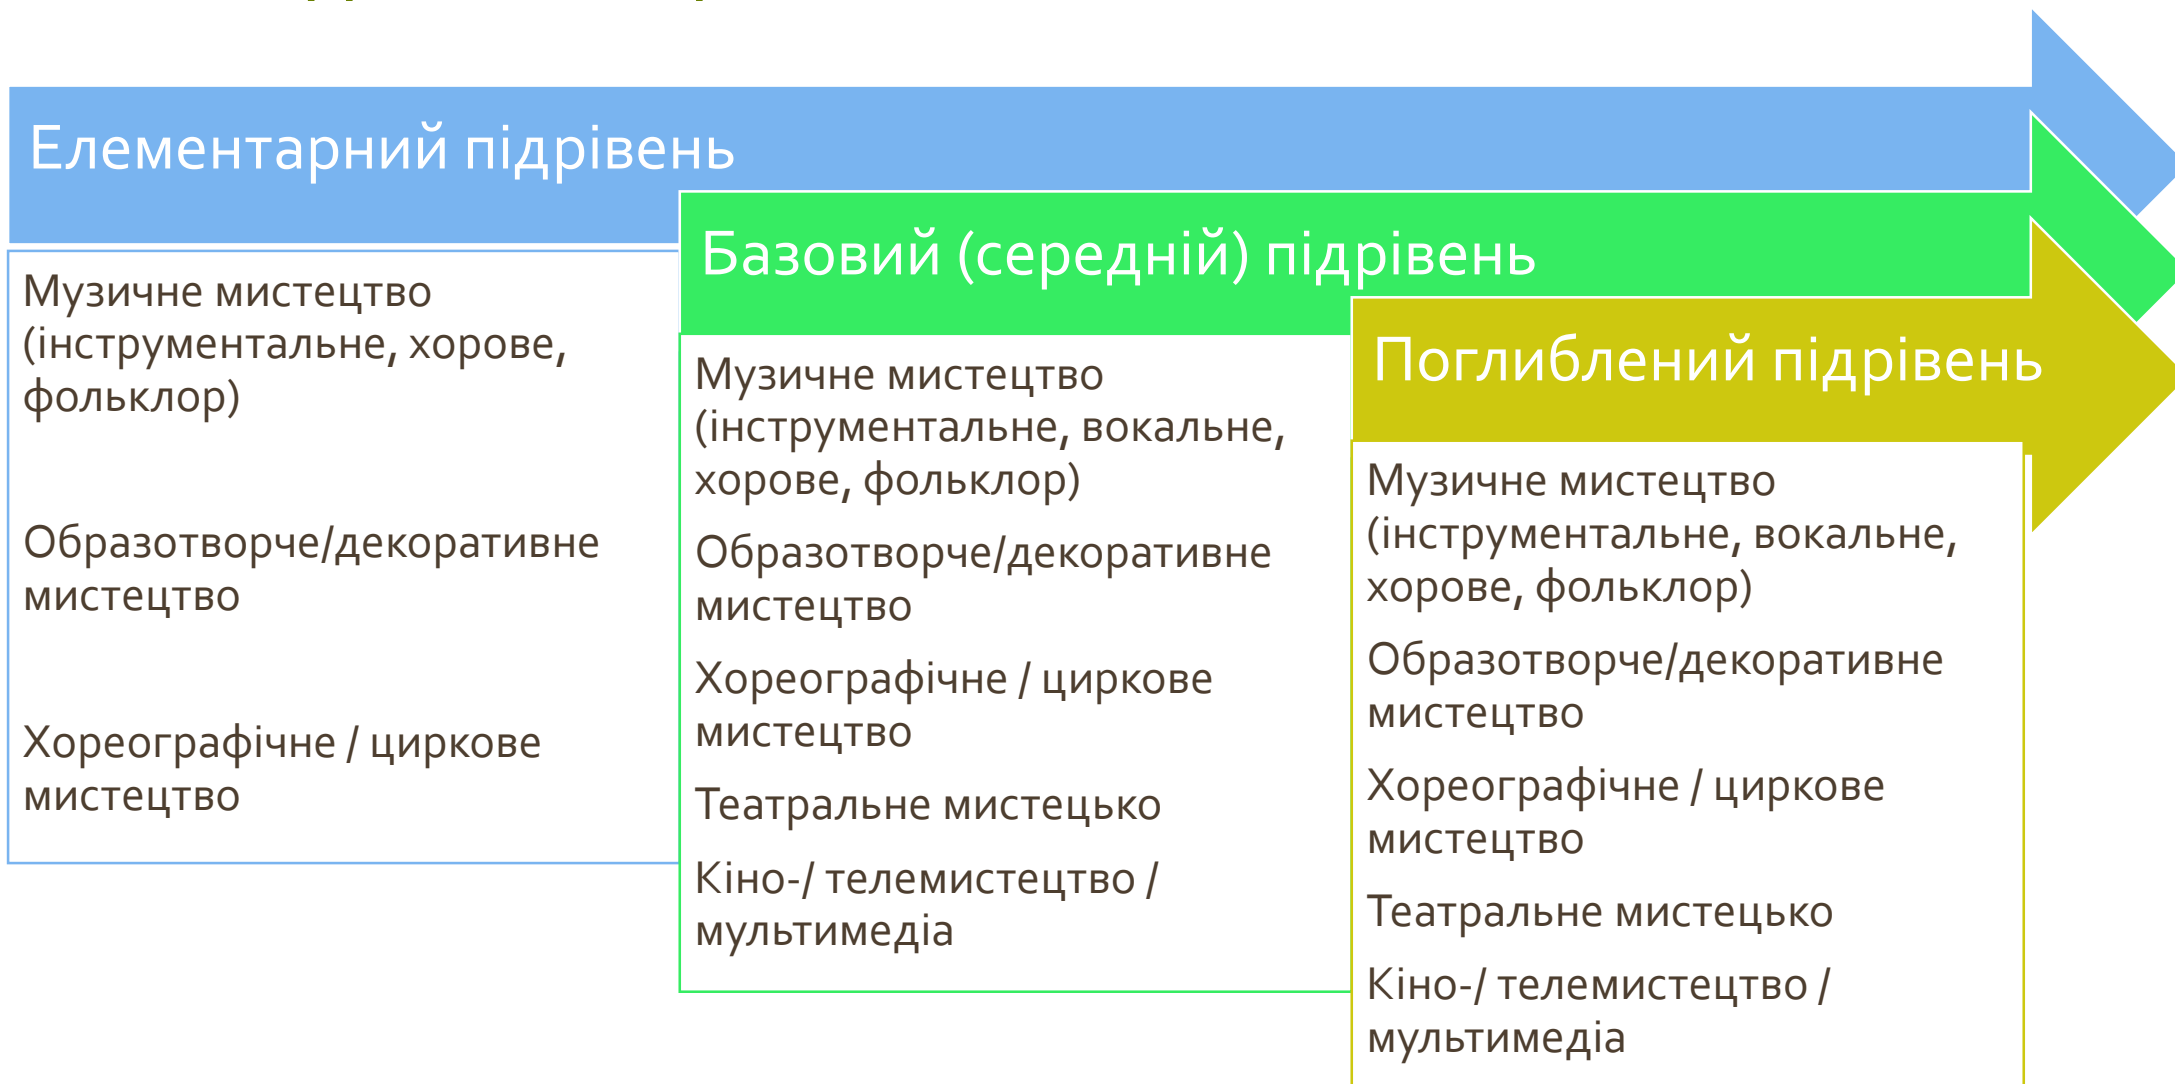 Елементарний підрівень
Музичне мистецтво
(інструментальне, хорове,
фольклор)
Образотворче/декоративне
мистецтво
Хореографічне / циркове
мистецтво
Базовий (середній) підрівень
Музичне мистецтво
(інструментальне, вокальне,
хорове, фольклор)
Образотворче/декоративне
мистецтво
Хореографічне / циркове
мистецтво
Театральне мистецько
Кіно-/ телемистецтво /
мультимедіа
Поглиблений підрівень
Музичне мистецтво
(інструментальне, вокальне,
хорове, фольклор)
Образотворче/декоративне
мистецтво
Хореографічне / циркове
мистецтво
Театральне мистецько
Кіно-/ телемистецтво /
мультимедіа